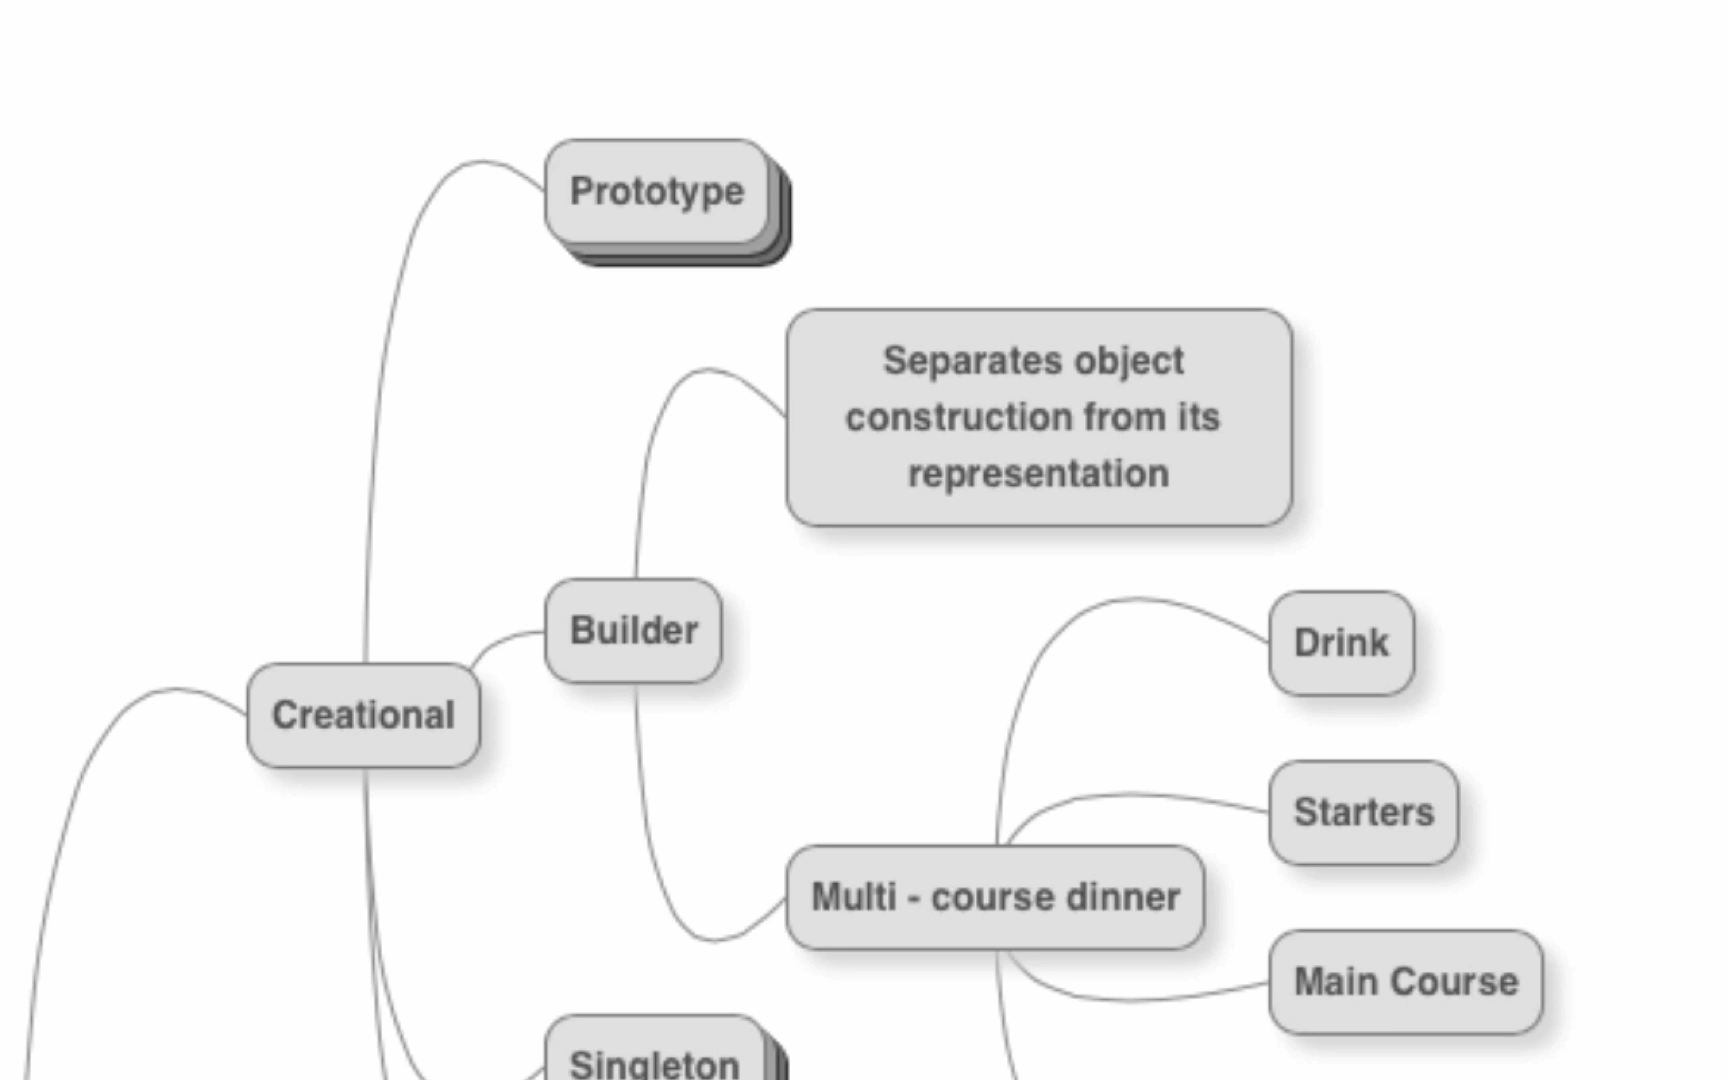 Prototype
Separates object
construction from its
representation
Builder
Drink
Creational
Starters
Multi - course dinner
Main Course
Singleton